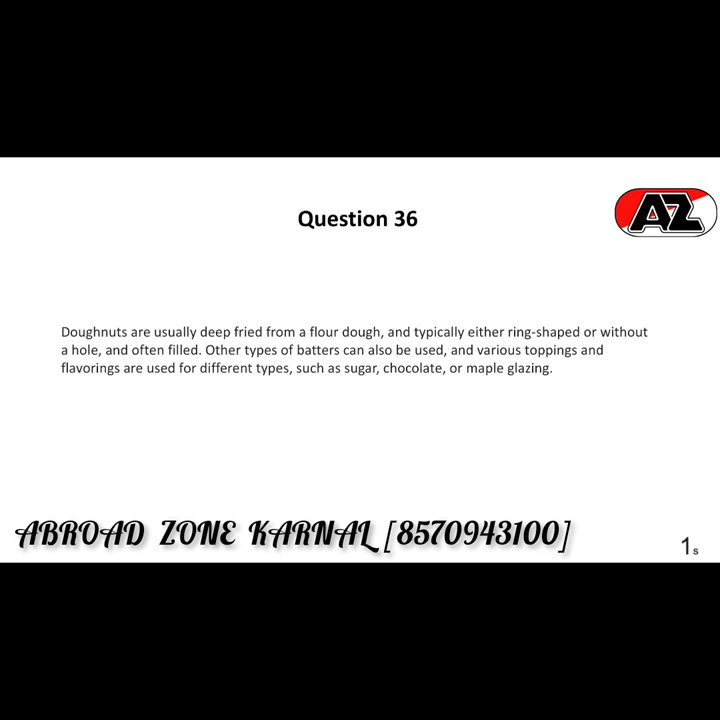 Question 36
AZ
Doughnuts are usually deep fried from a flour dough, and typically either ring-shaped or without
a hole, and often filled. Other types of batters can also be used, and various toppings and
flavorings are used for different types, such as sugar, chocolate, or maple glazing.
ABROAD ZONE KARNAL [8570943100]
1s